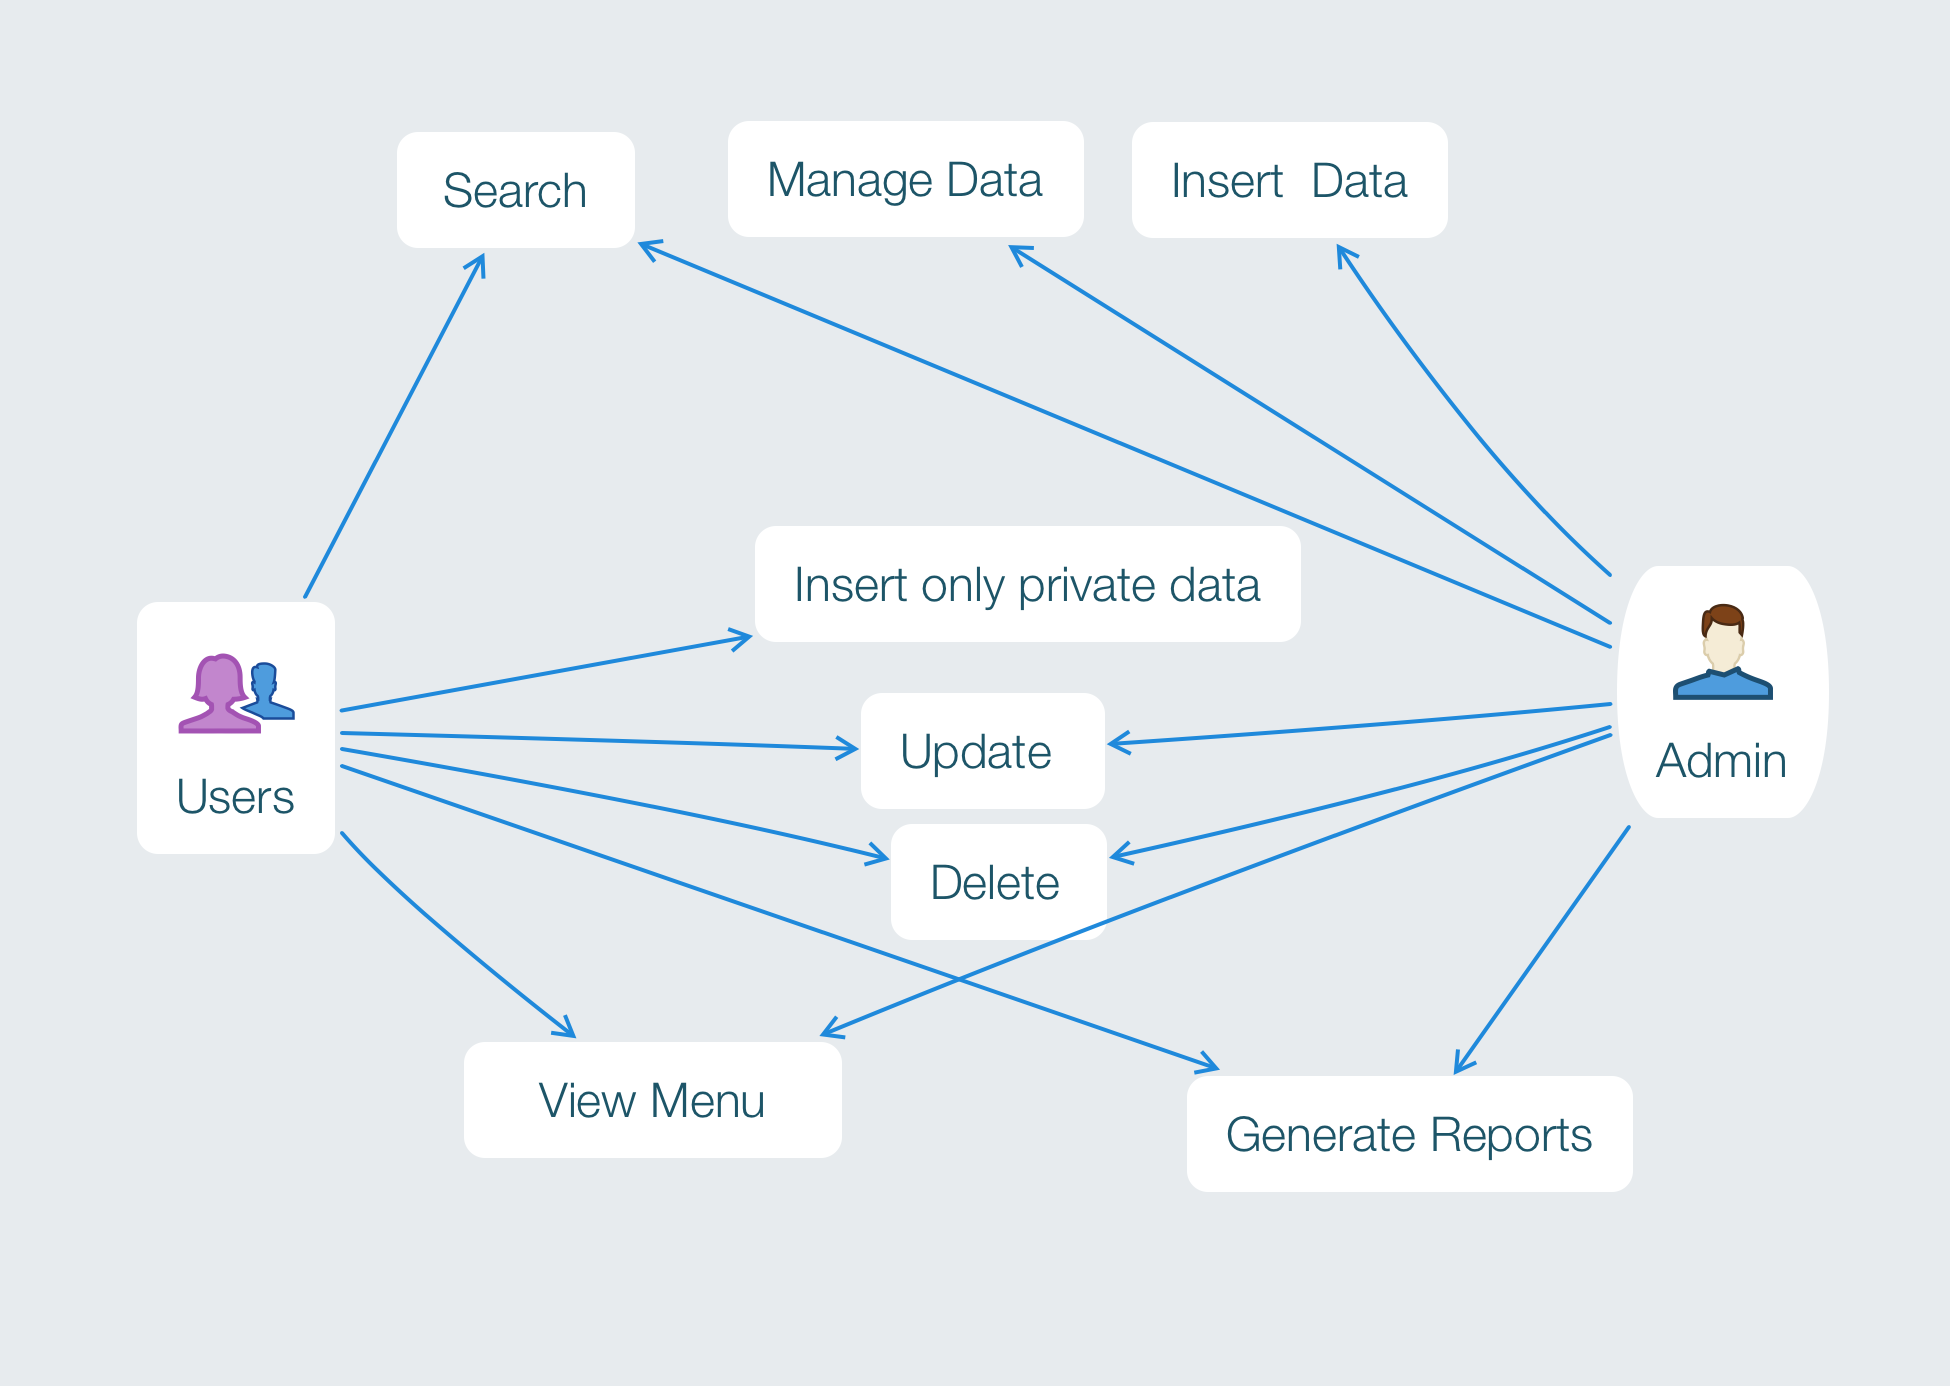 Search
Manage Data
Insert  Data
Insert only private data
Users
Update
Admin
Delete
View Menu
Generate Reports